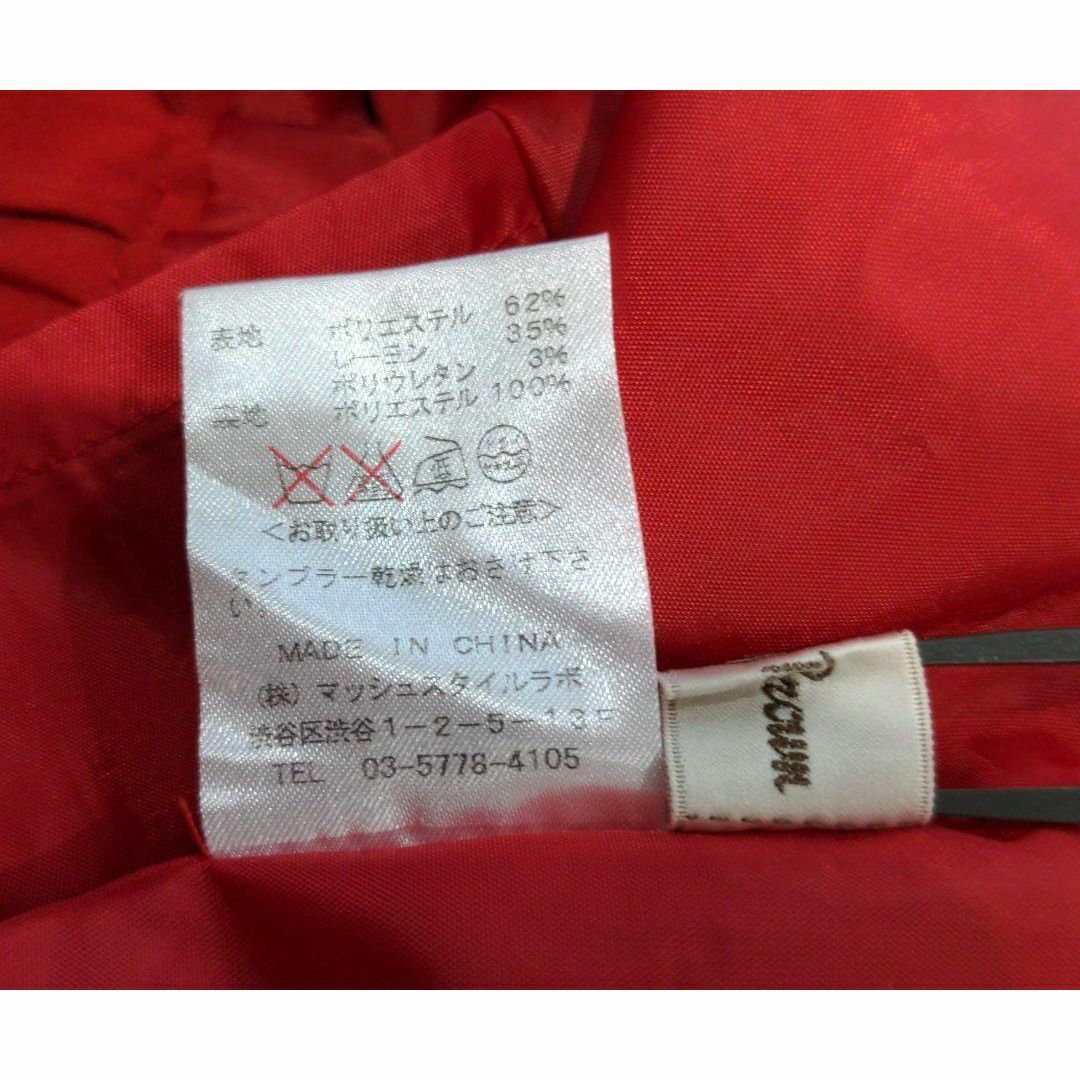 表地 ポリエステル 62%
レーヨン 35%
ポリウレタン 3%
表地 ポリエステル 100%
<お取り扱い上のご注意>
タンブラー乾燥はおさけ下さ
い。
MADE IN CHINA
(株)マッシュスタイルラボ
渋谷区渋谷1-2-5-13F
TEL 03-5778-4105